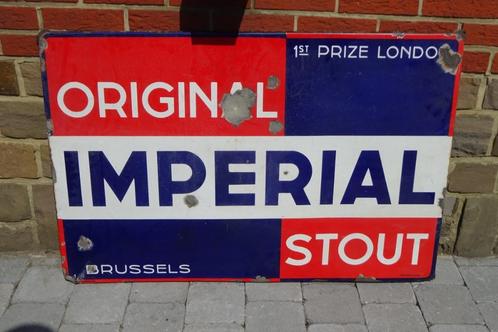 1ST PRIZE LONDO
ORIGINAL
IMPERIAL
STOUT
BRUSSELS